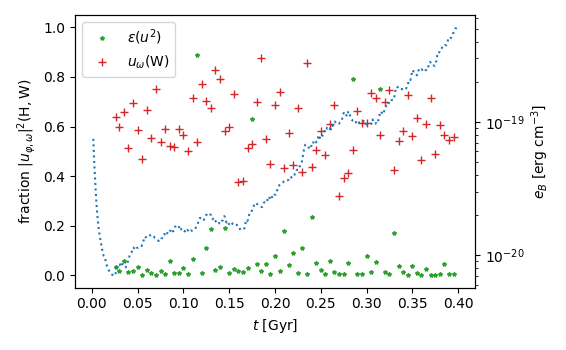 ε(u²)
u_ω(W)
fraction |u_{φ,ω}|²(H, W)
1.0
0.8
0.6
0.4
0.2
0.0
0.00 0.05 0.10 0.15 0.20 0.25 0.30 0.35 0.40
t [Gyr]
10⁻¹⁹
10⁻²⁰
e_B [erg cm⁻³]